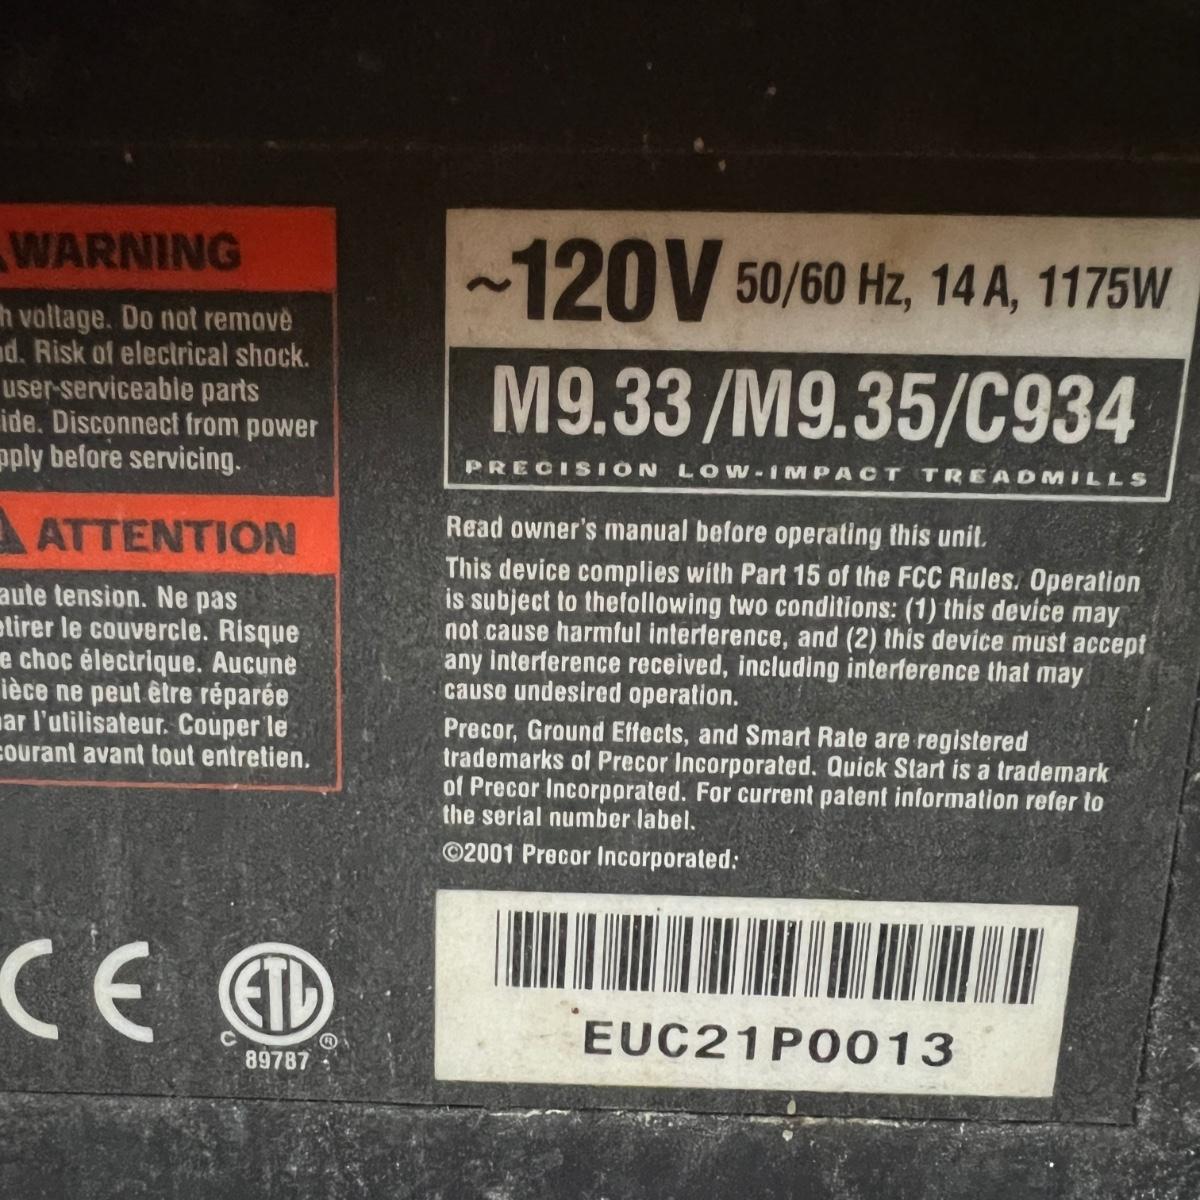 WARNING
voltage. Do not remove
Risk of electrical shock.
user-serviceable parts
Disconnect from power
before servicing.
ATTENTION
tension. Ne pas
le couvercle. Risque
choc électrique. Aucune
ne peut être réparée
l'utilisateur. Couper le
courant avant tout entretien.
CE
ETL
C ®
89787
~120V 50/60 Hz, 14 A, 1175W
M9.33/M9.35/C934
PRECISION LOW-IMPACT TREADMILLS
Read owner's manual before operating this unit.
This device complies with Part 15 of the FCC Rules. Operation
is subject to thefollowing two conditions: (1) this device may
not cause harmful interference, and (2) this device must accept
any interference received, including interference that may
cause undesired operation.
Precor, Ground Effects, and Smart Rate are registered
trademarks of Precor Incorporated. Quick Start is a trademark
of Precor Incorporated. For current patent information refer to
the serial number label.
©2001 Precor Incorporated.
EUC21P0013